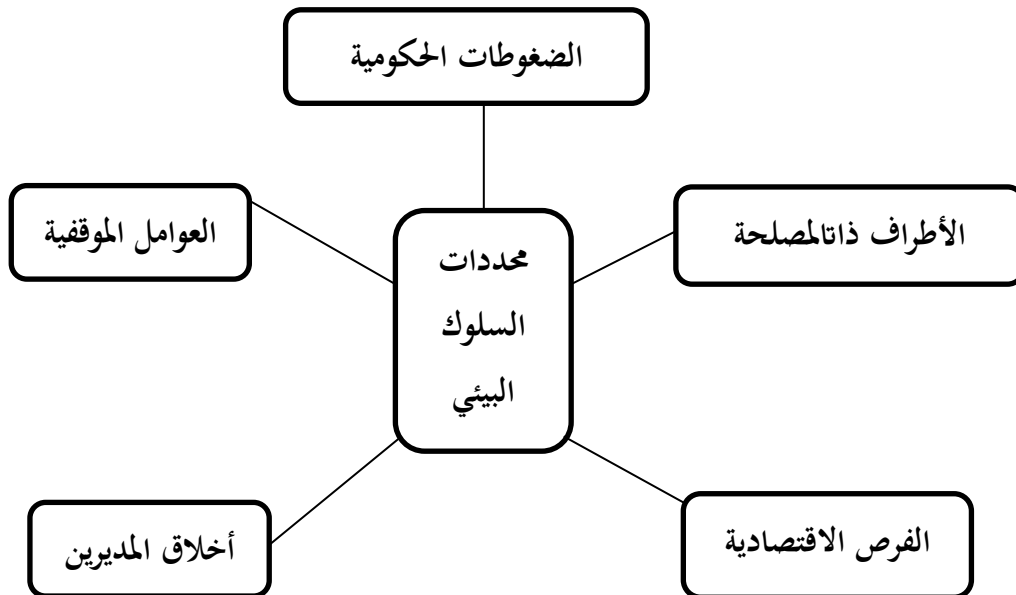 الضغوطات الحكومية
الأطراف ذاتالمصلحة
العوامل الموقفية
محددات
السلوك
البيئي
الفرص الاقتصادية
أخلاق المديرين